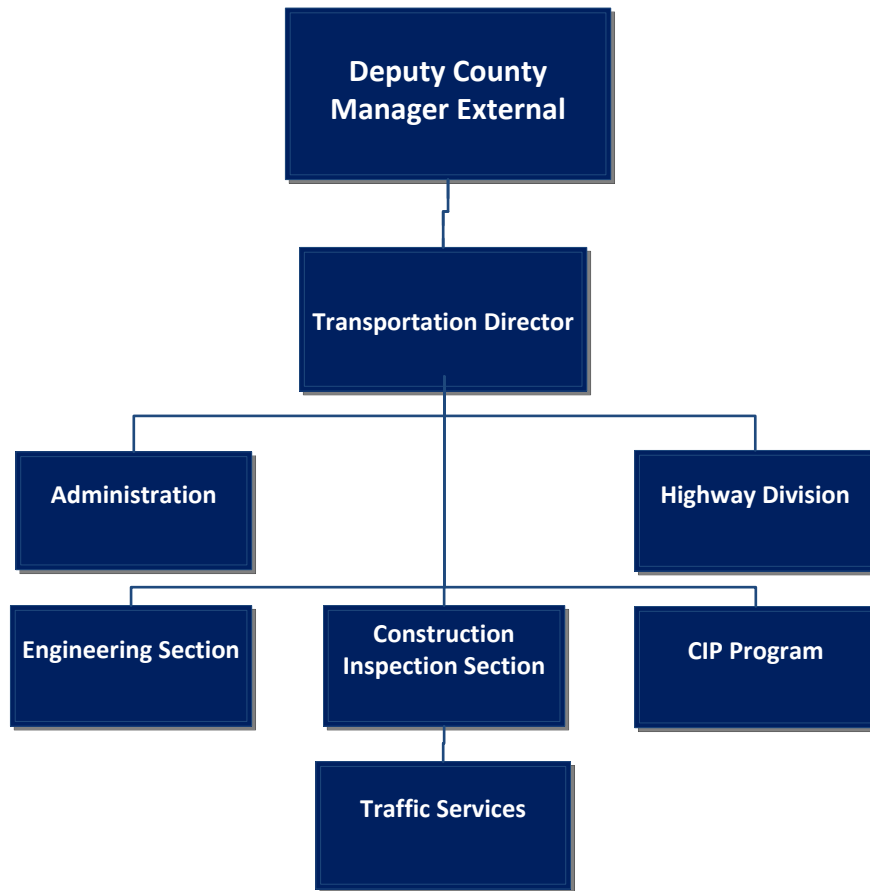 Deputy County
Manager External
Transportation Director
Administration
Highway Division
Engineering Section
Construction
Inspection Section
CIP Program
Traffic Services